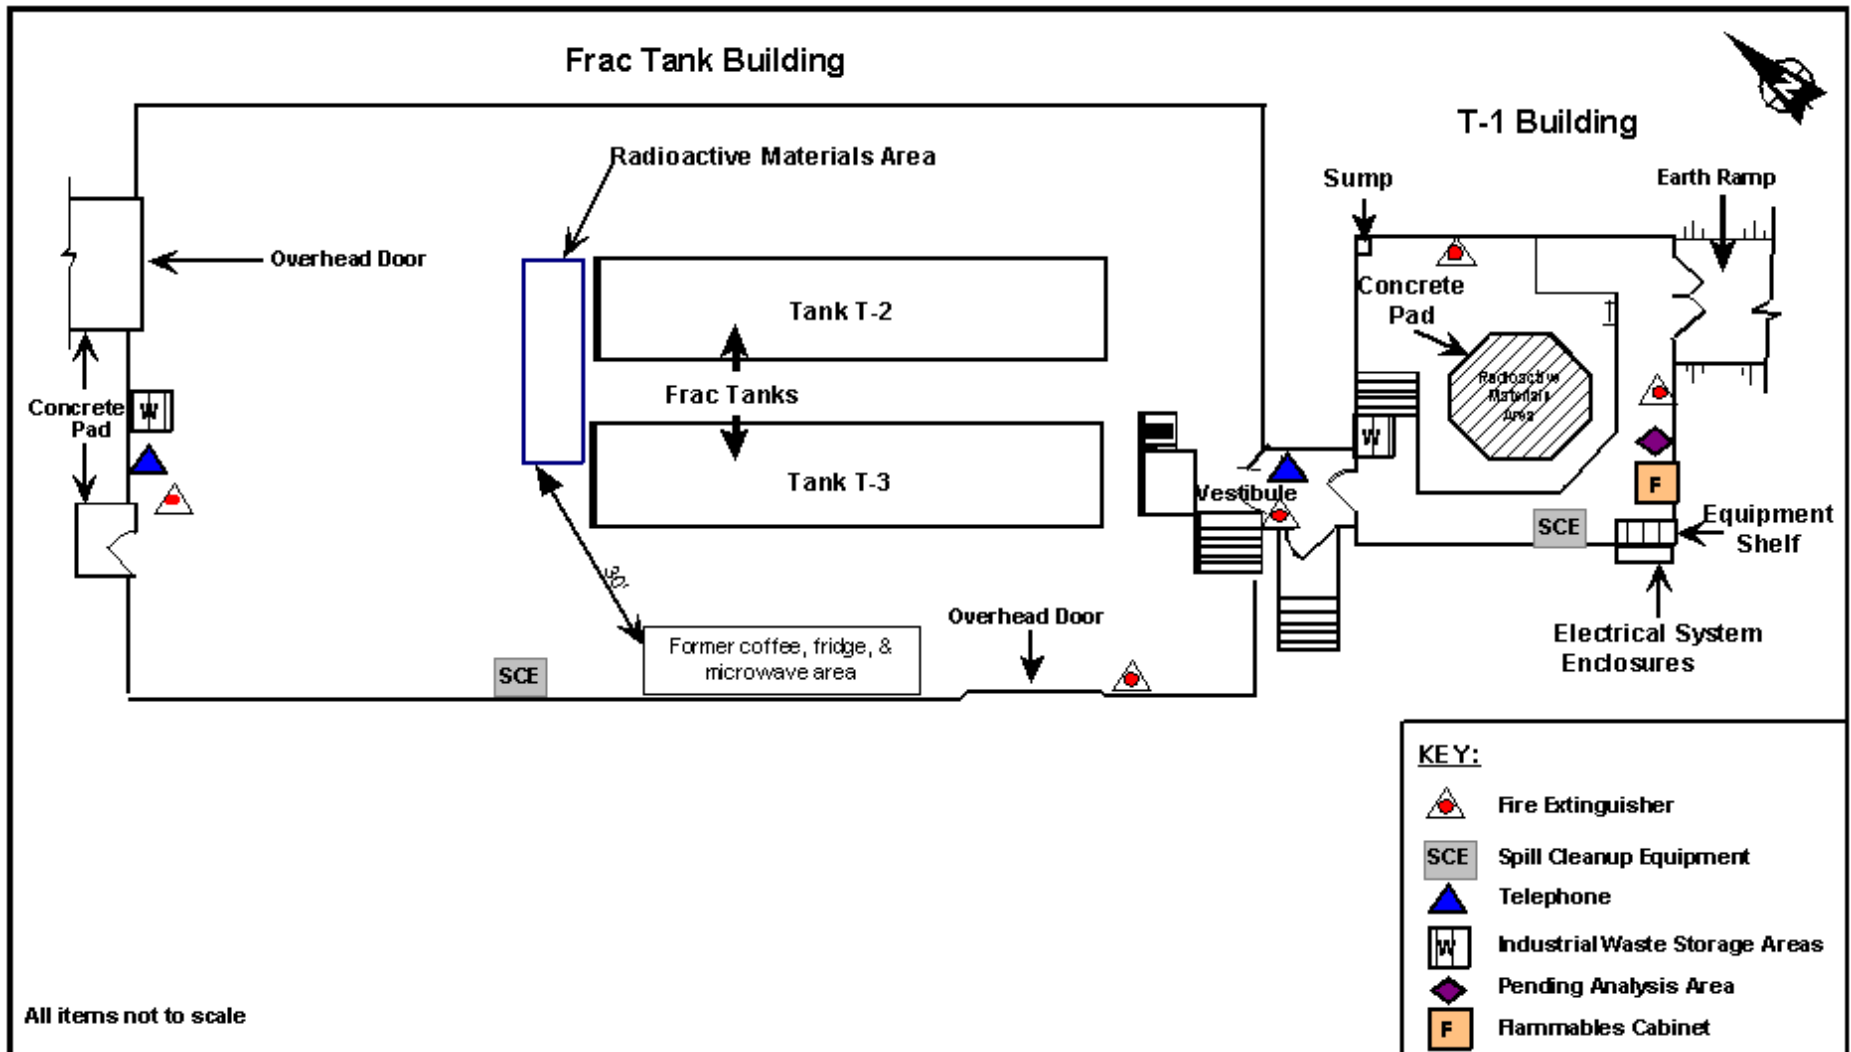 Frac Tank Building
T-1 Building
N
Radioactive Materials Area
Sump
Earth Ramp
Overhead Door
Concrete
Pad
Tank T-2
Frac Tanks
Radioactive
Materials
Area
Concrete
Pad
W
W
Tank T-3
Vestibule
F
SCE
Equipment
Shelf
30'
Overhead Door
Former coffee, fridge, &
microwave area
SCE
Electrical System
Enclosures
KEY:
Fire Extinguisher
SCE Spill Cleanup Equipment
Telephone
W Industrial Waste Storage Areas
Pending Analysis Area
F Flammables Cabinet
All items not to scale